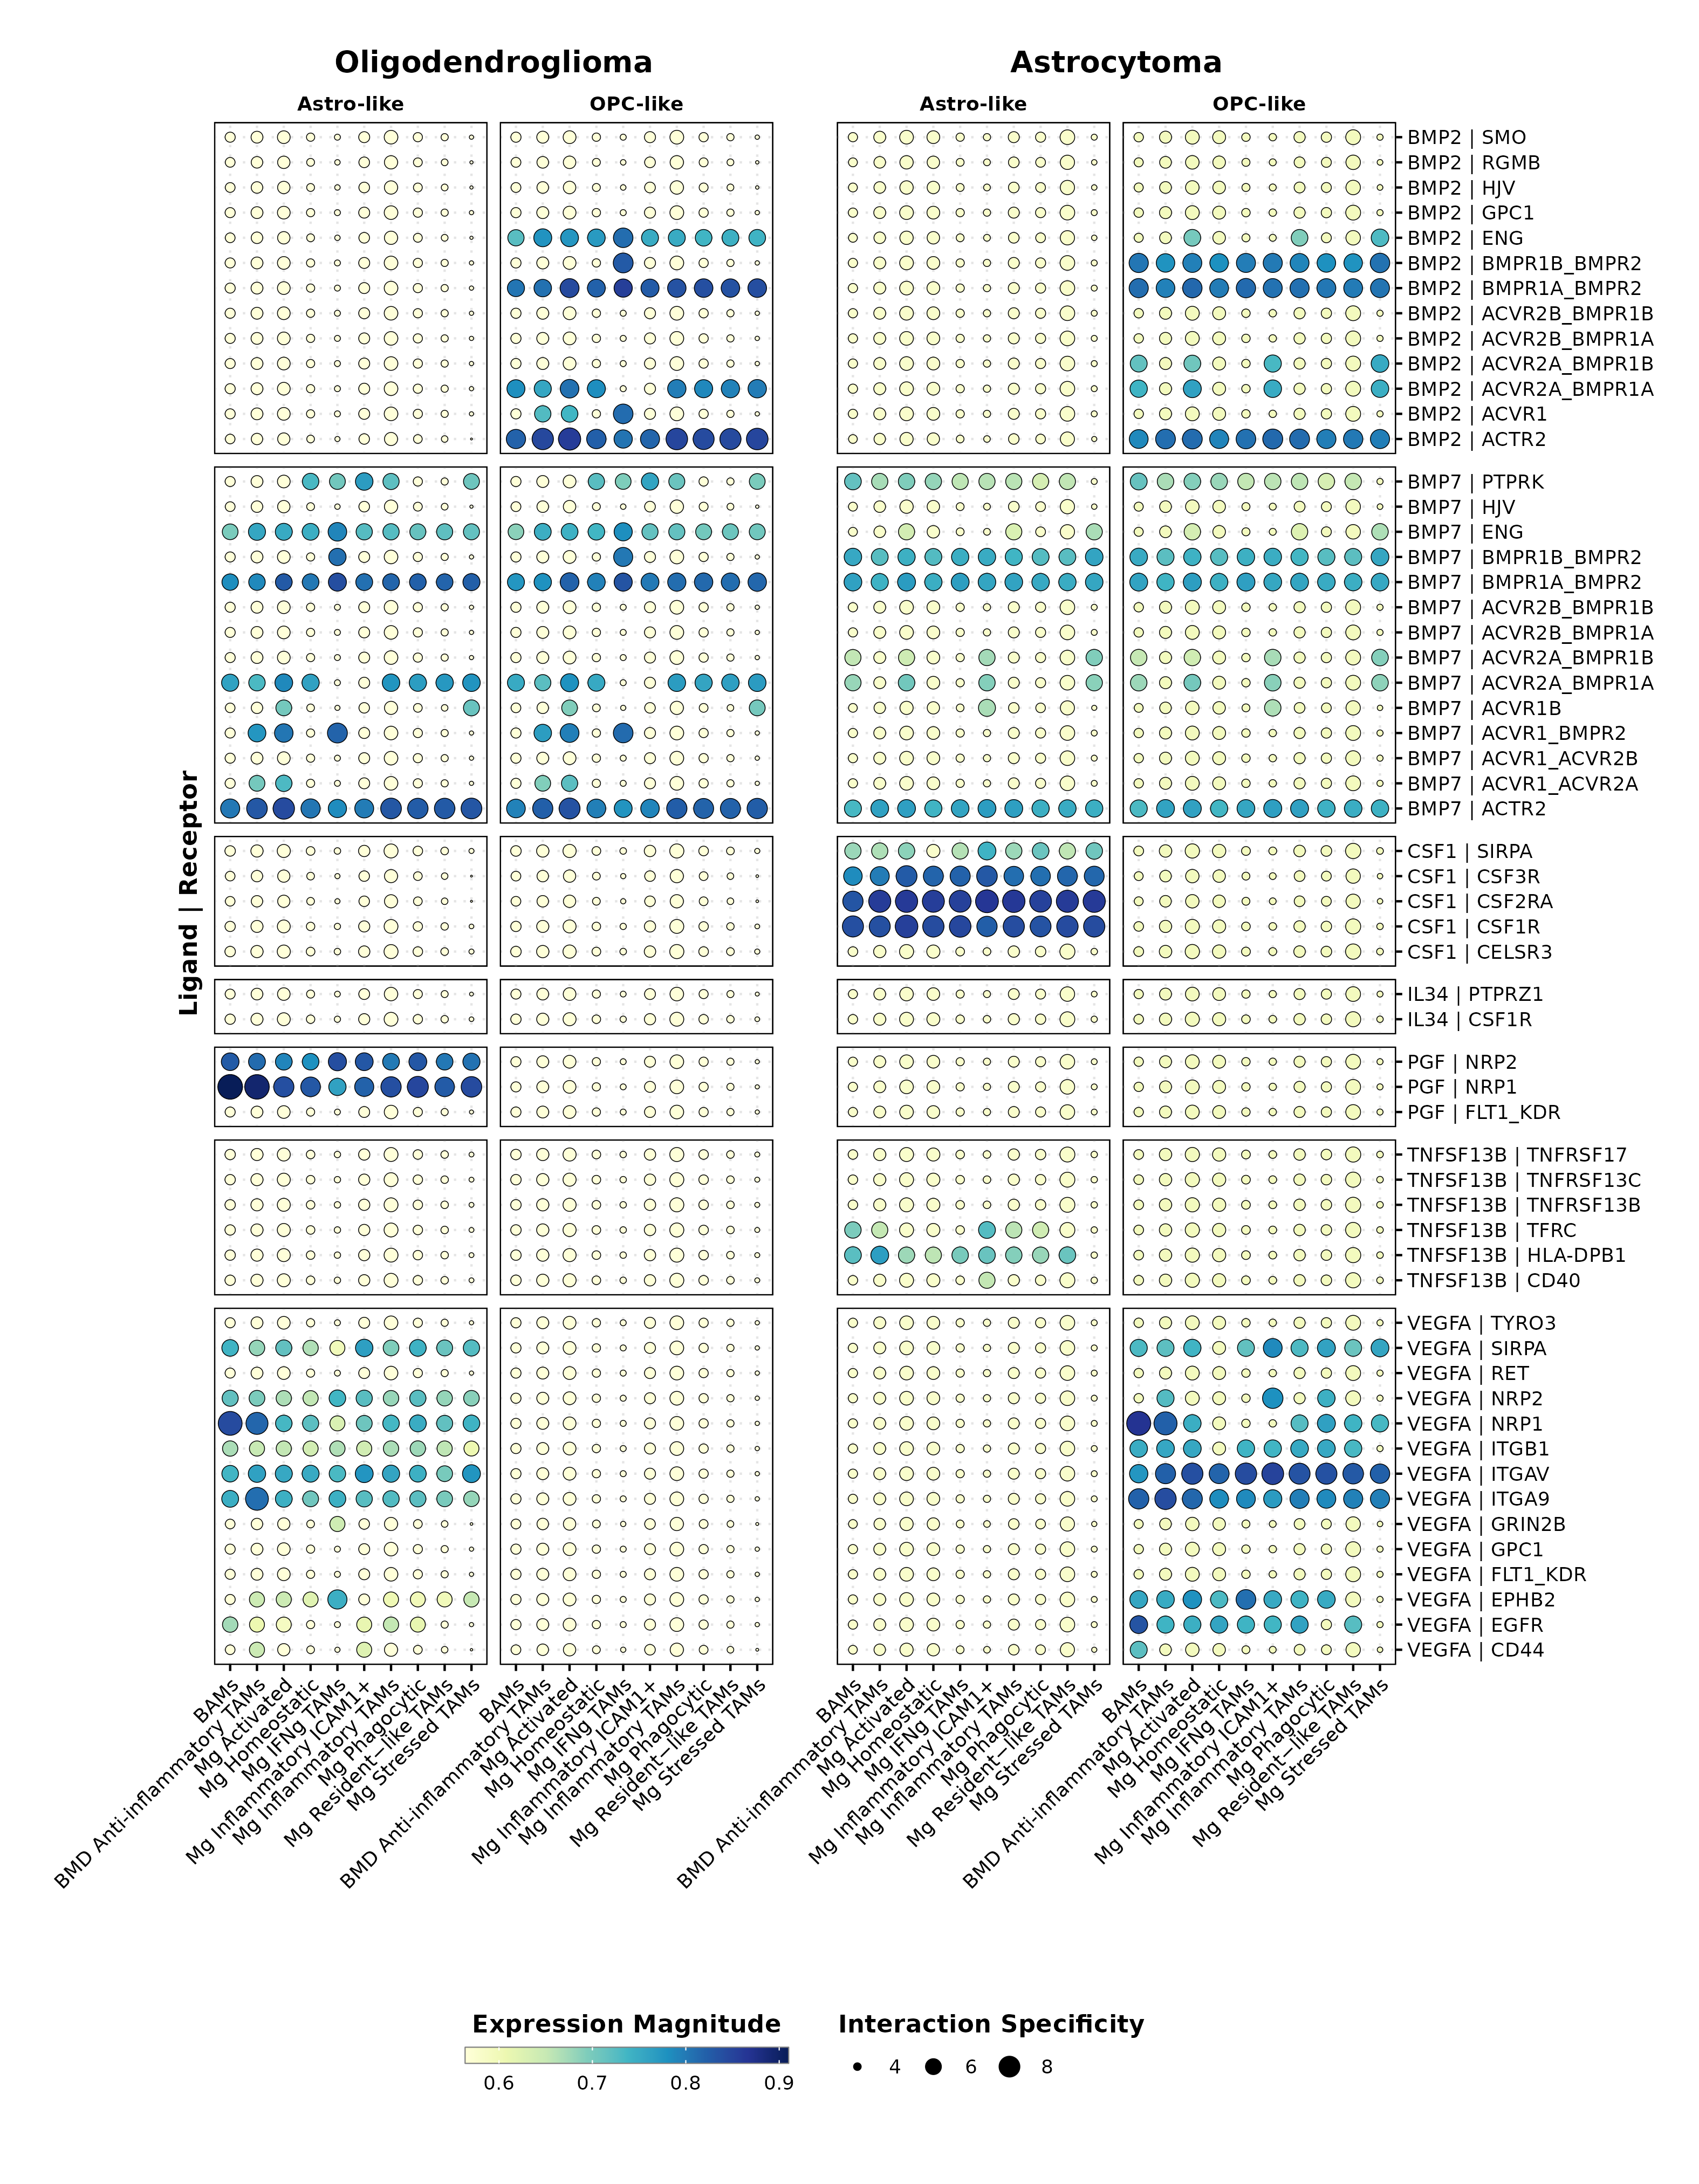 Oligodendroglioma
Astrocytoma
Astro-like
OPC-like
Astro-like
OPC-like
Ligand | Receptor
BMP2 | SMO
BMP2 | RGMB
BMP2 | HJV
BMP2 | GPC1
BMP2 | ENG
BMP2 | BMPR1B_BMPR2
BMP2 | BMPR1A_BMPR2
BMP2 | ACVR2B_BMPR1B
BMP2 | ACVR2B_BMPR1A
BMP2 | ACVR2A_BMPR1B
BMP2 | ACVR2A_BMPR1A
BMP2 | ACVR1
BMP2 | ACTR2
BMP7 | PTPRK
BMP7 | HJV
BMP7 | ENG
BMP7 | BMPR1B_BMPR2
BMP7 | BMPR1A_BMPR2
BMP7 | ACVR2B_BMPR1B
BMP7 | ACVR2B_BMPR1A
BMP7 | ACVR2A_BMPR1B
BMP7 | ACVR2A_BMPR1A
BMP7 | ACVR1B
BMP7 | ACVR1_BMPR2
BMP7 | ACVR1_ACVR2B
BMP7 | ACVR1_ACVR2A
BMP7 | ACTR2
CSF1 | SIRPA
CSF1 | CSF3R
CSF1 | CSF2RA
CSF1 | CSF1R
CSF1 | CELSR3
IL34 | PTPRZ1
IL34 | CSF1R
PGF | NRP2
PGF | NRP1
PGF | FLT1_KDR
TNFSF13B | TNFRSF17
TNFSF13B | TNFRSF13C
TNFSF13B | TNFRSF13B
TNFSF13B | TFRC
TNFSF13B | HLA-DPB1
TNFSF13B | CD40
VEGFA | TYRO3
VEGFA | SIRPA
VEGFA | RET
VEGFA | NRP2
VEGFA | NRP1
VEGFA | ITGB1
VEGFA | ITGAV
VEGFA | ITGA9
VEGFA | GRIN2B
VEGFA | GPC1
VEGFA | FLT1_KDR
VEGFA | EPHB2
VEGFA | EGFR
VEGFA | CD44
BAMs
BMD Anti-inflammatory TAMs
Mg Activated
Mg Homeostatic
Mg IFNg TAMs
Mg Inflammatory ICAM1+
Mg Inflammatory TAMs
Mg Phagocytic
Mg Resident−like TAMs
Mg Stressed TAMs
BAMs
BMD Anti-inflammatory TAMs
Mg Activated
Mg Homeostatic
Mg IFNg TAMs
Mg Inflammatory ICAM1+
Mg Inflammatory TAMs
Mg Phagocytic
Mg Resident−like TAMs
Mg Stressed TAMs
BAMs
BMD Anti-inflammatory TAMs
Mg Activated
Mg Homeostatic
Mg IFNg TAMs
Mg Inflammatory ICAM1+
Mg Inflammatory TAMs
Mg Phagocytic
Mg Resident−like TAMs
Mg Stressed TAMs
BAMs
BMD Anti-inflammatory TAMs
Mg Activated
Mg Homeostatic
Mg IFNg TAMs
Mg Inflammatory ICAM1+
Mg Inflammatory TAMs
Mg Phagocytic
Mg Resident−like TAMs
Mg Stressed TAMs
Expression Magnitude
0.6 0.7 0.8 0.9
Interaction Specificity
4 6 8